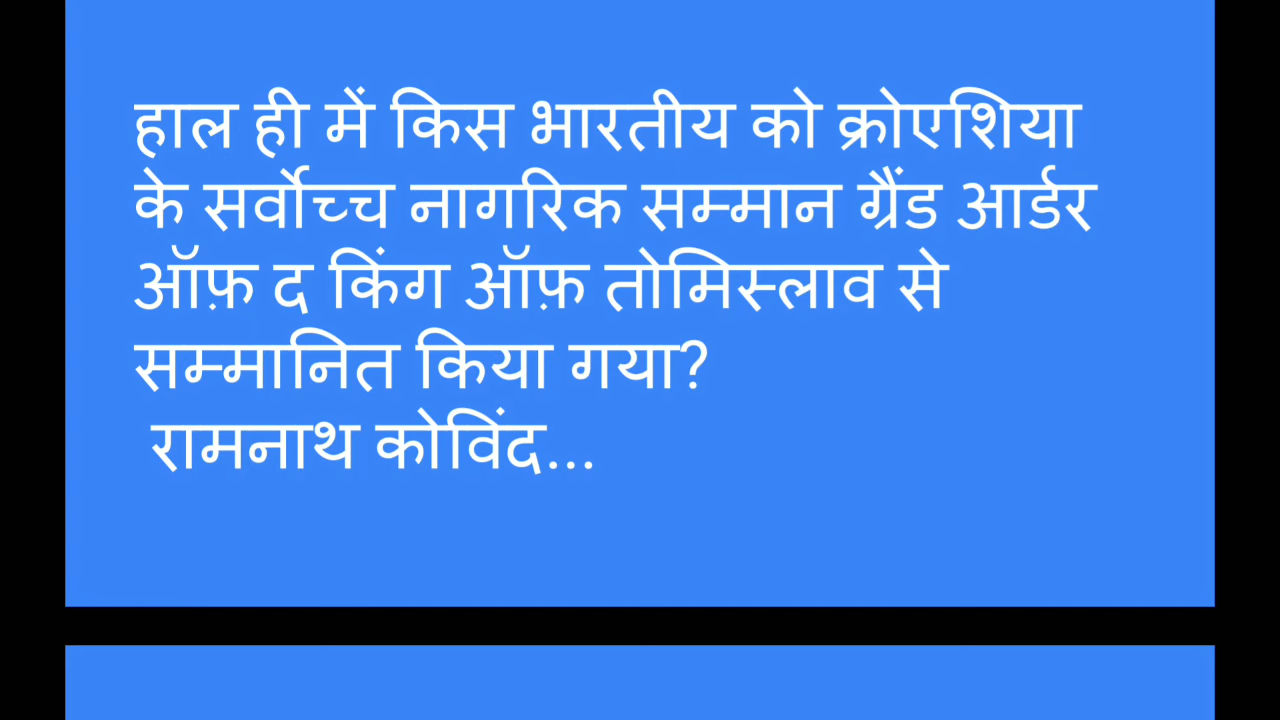 हाल ही में किस भारतीय को क्रोएशिया
के सर्वोच्च नागरिक सम्मान ग्रैंड आर्डर
ऑफ़ द किंग ऑफ़ तोमिस्लाव से
सम्मानित किया गया?
रामनाथ कोविंद...